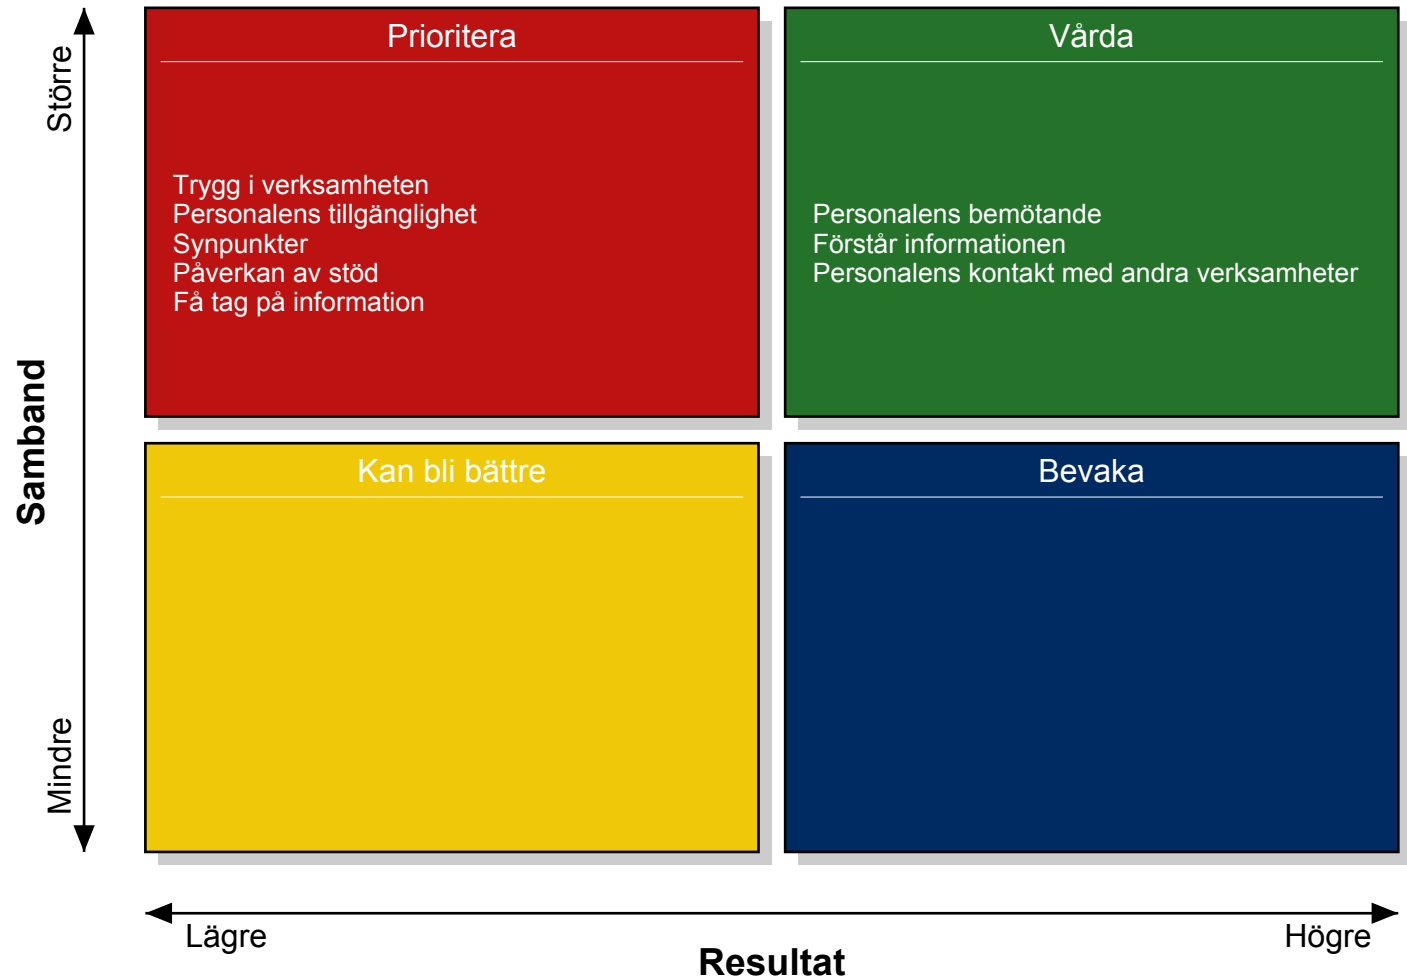 Större
Prioritera
Trygg i verksamheten
Personalens tillgänglighet
Synpunkter
Påverkan av stöd
Få tag på information
Vårda
Personalens bemötande
Förstår informationen
Personalens kontakt med andra verksamheter
Samband
Kan bli bättre
Bevaka
Mindre
Lägre
Högre
Resultat